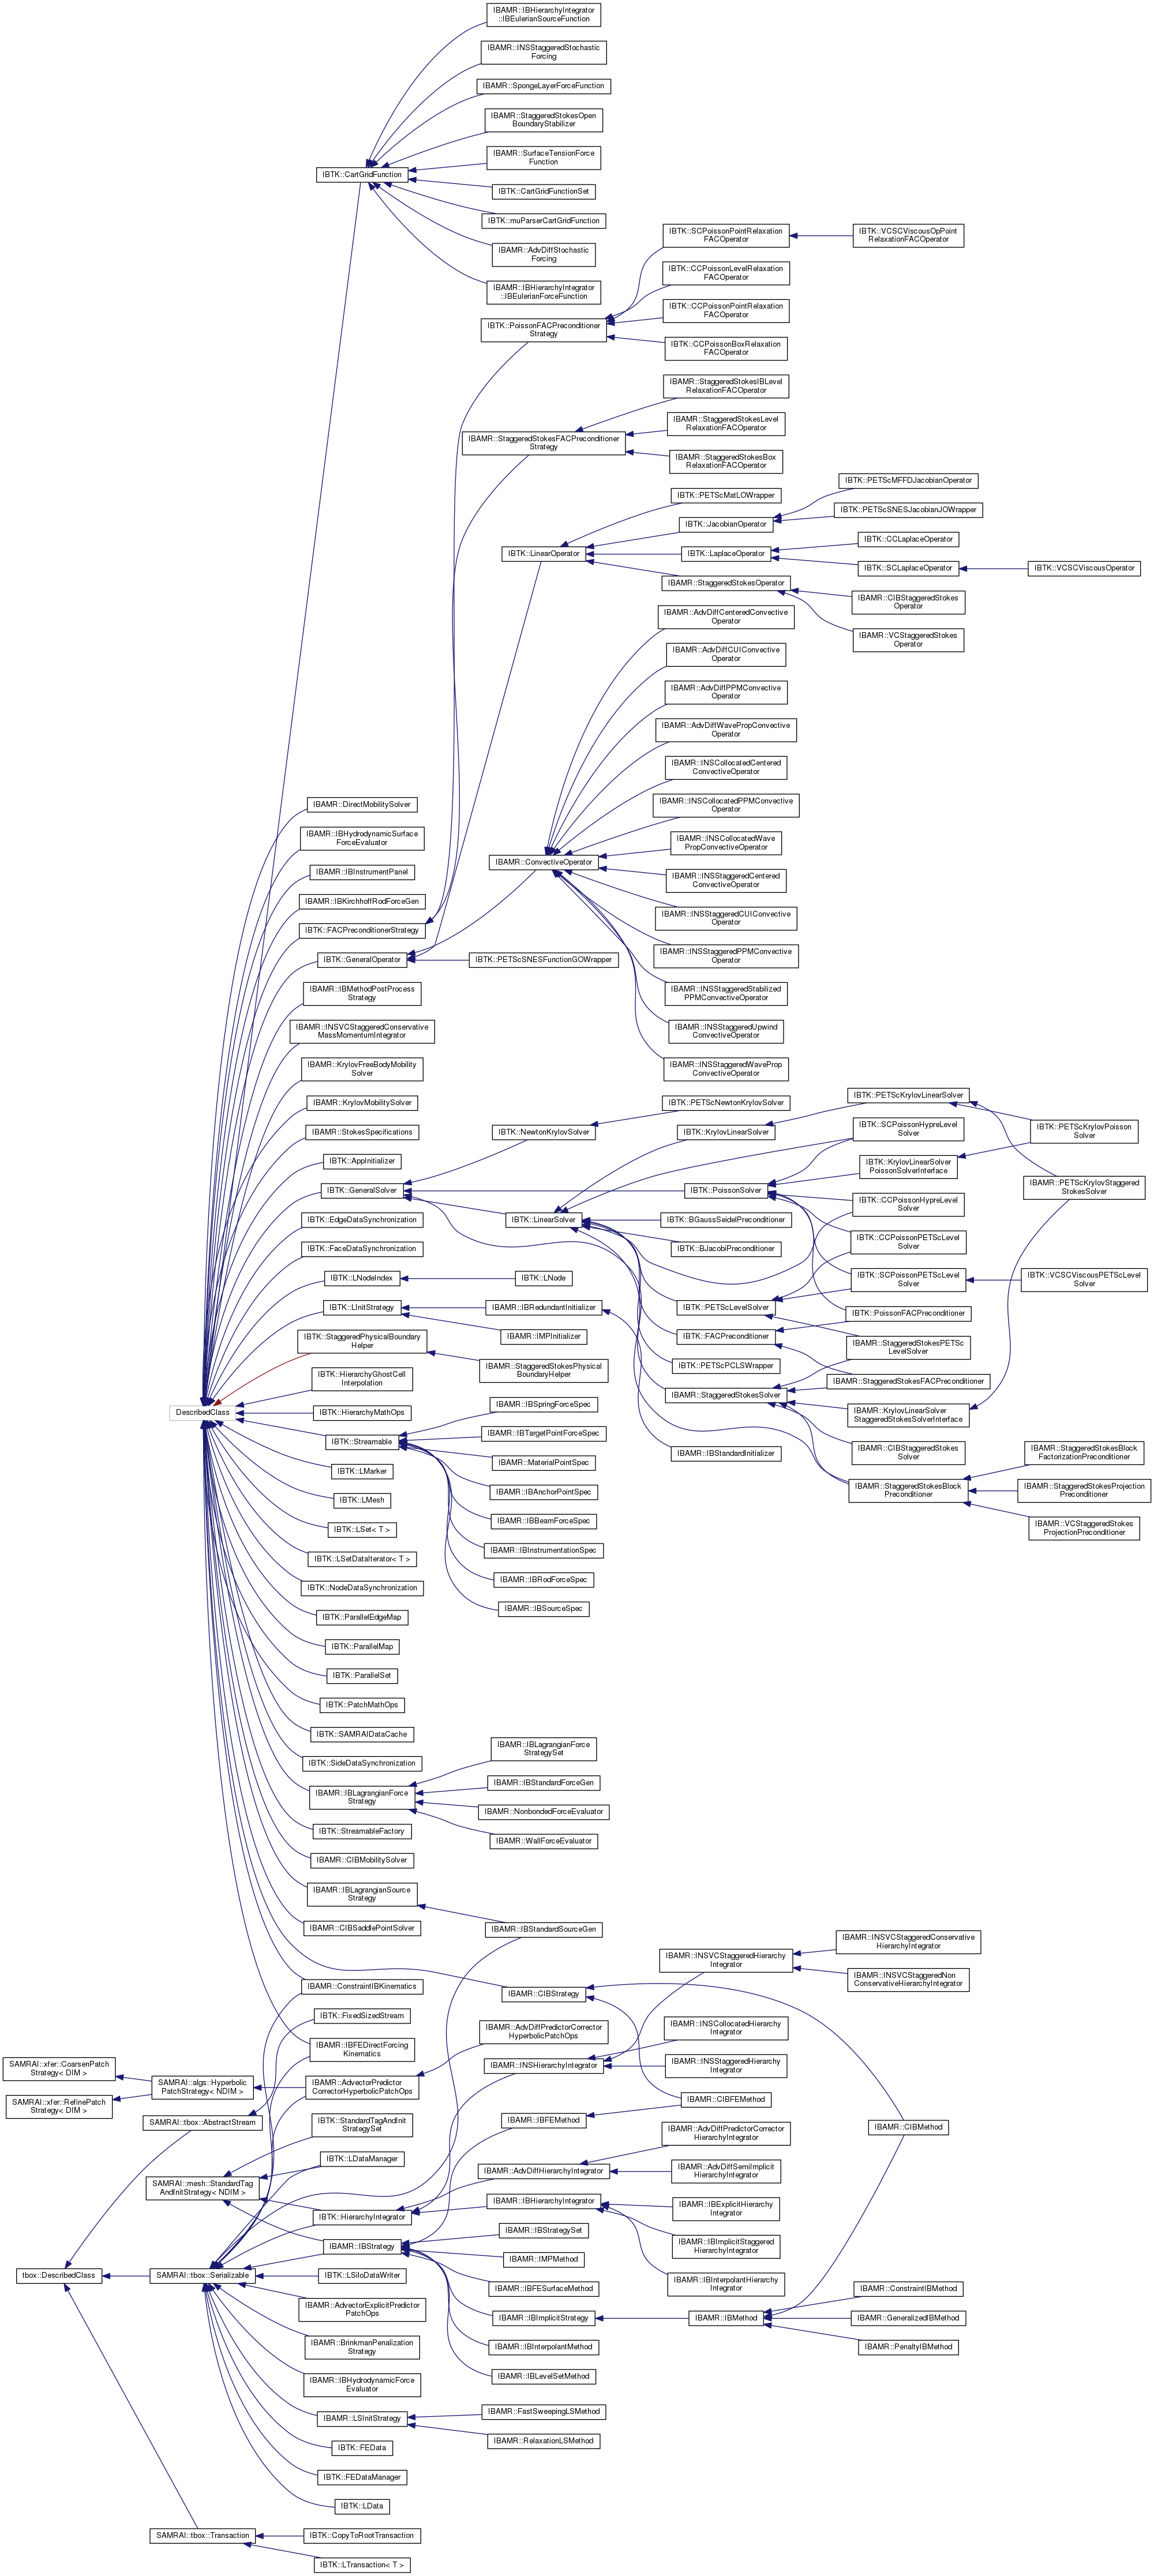 IBAMR::IBHierarchyIntegrator
::IBEulerianSourceFunction
IBAMR::INSStaggeredStochastic
Forcing
IBAMR::SpongeLayerForceFunction
IBAMR::StaggeredStokesOpen
BoundaryStabilizer
IBAMR::SurfaceTensionForce
Function
IBTK::CartGridFunction
IBTK::CartGridFunctionSet
IBTK::muParserCartGridFunction
IBAMR::AdvDiffStochastic
Forcing
IBAMR::IBHierarchyIntegrator
::IBEulerianForceFunction
IBTK::SCPoissonPointRelaxation
FACOperator
IBTK::VCSCViscousOpPoint
RelaxationFACOperator
IBTK::CCPoissonLevelRelaxation
FACOperator
IBTK::CCPoissonPointRelaxation
FACOperator
IBTK::PoissonFACPreconditioner
Strategy
IBTK::CCPoissonBoxRelaxation
FACOperator
IBAMR::StaggeredStokesIBLevel
RelaxationFACOperator
IBAMR::StaggeredStokesLevel
RelaxationFACOperator
IBAMR::StaggeredStokesFACPreconditioner
Strategy
IBAMR::StaggeredStokesBox
RelaxationFACOperator
IBTK::PETScMFFDJacobianOperator
IBTK::PETScMatLOWrapper
IBTK::PETScSNESJacobianJOWrapper
IBTK::JacobianOperator
IBTK::CCLaplaceOperator
IBTK::LinearOperator
IBTK::LaplaceOperator
IBTK::SCLaplaceOperator
IBTK::VCSCViscousOperator
IBAMR::StaggeredStokesOperator
IBAMR::CIBStaggeredStokes
Operator
IBAMR::VCStaggeredStokes
Operator
IBAMR::AdvDiffCenteredConvective
Operator
IBAMR::AdvDiffCUIConvective
Operator
IBAMR::AdvDiffPPMConvective
Operator
IBAMR::AdvDiffWavePropConvective
Operator
IBAMR::INSCollocatedCentered
ConvectiveOperator
IBAMR::INSCollocatedPPMConvective
Operator
IBAMR::INSCollocatedWave
PropConvectiveOperator
IBAMR::ConvectiveOperator
IBAMR::INSStaggeredCentered
ConvectiveOperator
IBAMR::INSStaggeredCUIConvective
Operator
IBAMR::INSStaggeredPPMConvective
Operator
IBAMR::INSStaggeredStabilized
PPMConvectiveOperator
IBAMR::INSStaggeredUpwind
ConvectiveOperator
IBAMR::INSStaggeredWaveProp
ConvectiveOperator
IBAMR::DirectMobilitySolver
IBAMR::IBHydrodynamicSurface
ForceEvaluator
IBAMR::IBInstrumentPanel
IBAMR::IBKirchhoffRodForceGen
IBTK::FACPreconditionerStrategy
IBTK::GeneralOperator
IBTK::PETScSNESFunctionGOWrapper
IBAMR::IBMethodPostProcess
Strategy
IBAMR::INSVCStaggeredConservative
MassMomentumIntegrator
IBAMR::KrylovFreeBodyMobility
Solver
IBAMR::KrylovMobilitySolver
IBAMR::StokesSpecifications
IBTK::AppInitializer
IBTK::GeneralSolver
IBTK::EdgeDataSynchronization
IBTK::FaceDataSynchronization
IBTK::LNodeIndex
IBTK::LNode
IBTK::LInitStrategy
IBAMR::IBRedundantInitializer
IBAMR::IMPInitializer
IBTK::StaggeredPhysicalBoundary
Helper
IBAMR::StaggeredStokesPhysical
BoundaryHelper
IBTK::PETScNewtonKrylovSolver
IBTK::NewtonKrylovSolver
IBTK::KrylovLinearSolver
IBTK::PETScKrylovLinearSolver
IBTK::SCPoissonHypreLevel
Solver
IBTK::PETScKrylovPoisson
Solver
IBTK::KrylovLinearSolver
PoissonSolverInterface
IBAMR::PETScKrylovStaggered
StokesSolver
IBTK::PoissonSolver
IBTK::CCPoissonHypreLevel
Solver
IBTK::LinearSolver
IBTK::BGaussSeidelPreconditioner
IBTK::BJacobiPreconditioner
IBTK::CCPoissonPETScLevel
Solver
IBTK::SCPoissonPETScLevel
Solver
IBTK::VCSCViscousPETScLevel
Solver
IBTK::PETScLevelSolver
IBTK::PoissonFACPreconditioner
IBTK::FACPreconditioner
IBAMR::StaggeredStokesPETSc
LevelSolver
IBTK::PETScPCLSWrapper
IBAMR::StaggeredStokesFACPreconditioner
IBAMR::StaggeredStokesSolver
IBAMR::KrylovLinearSolver
StaggeredStokesSolverInterface
IBAMR::CIBStaggeredStokes
Solver
IBAMR::IBStandardInitializer
IBAMR::StaggeredStokesBlock
Preconditioner
IBAMR::StaggeredStokesBlock
FactorizationPreconditioner
IBAMR::StaggeredStokesProjection
Preconditioner
IBAMR::VCStaggeredStokes
ProjectionPreconditioner
DescribedClass
IBTK::HierarchyGhostCell
Interpolation
IBTK::HierarchyMathOps
IBTK::Streamable
IBAMR::IBSpringForceSpec
IBAMR::IBTargetPointForceSpec
IBAMR::MaterialPointSpec
IBAMR::IBAnchorPointSpec
IBAMR::IBBeamForceSpec
IBAMR::IBInstrumentationSpec
IBAMR::IBRodForceSpec
IBAMR::IBSourceSpec
IBTK::LMarker
IBTK::LMesh
IBTK::LSet< T >
IBTK::LSetDataIterator< T >
IBTK::NodeDataSynchronization
IBTK::ParallelEdgeMap
IBTK::ParallelMap
IBTK::ParallelSet
IBTK::PatchMathOps
IBTK::SAMRAIDataCache
IBTK::SideDataSynchronization
IBAMR::IBLagrangianForce
Strategy
IBAMR::IBLagrangianForce
StrategySet
IBAMR::IBStandardForceGen
IBAMR::NonbondedForceEvaluator
IBAMR::WallForceEvaluator
IBTK::StreamableFactory
IBAMR::CIBMobilitySolver
IBAMR::IBLagrangianSource
Strategy
IBAMR::CIBSaddlePointSolver
IBAMR::IBStandardSourceGen
IBAMR::ConstraintIBKinematics
IBAMR::CIBStrategy
IBTK::FixedSizedStream
IBAMR::IBFEDirectForcing
Kinematics
IBAMR::INSVCStaggeredHierarchy
Integrator
IBAMR::INSVCStaggeredConservative
HierarchyIntegrator
IBAMR::INSVCStaggeredNon
ConservativeHierarchyIntegrator
IBAMR::AdvDiffPredictorCorrector
HyperbolicPatchOps
IBAMR::INSCollocatedHierarchy
Integrator
IBAMR::INSHierarchyIntegrator
IBAMR::INSStaggeredHierarchy
Integrator
SAMRAI::xfer::CoarsenPatch
Strategy< DIM >
SAMRAI::xfer::RefinePatch
Strategy< DIM >
SAMRAI::algs::Hyperbolic
PatchStrategy< NDIM >
IBAMR::AdvectorPredictor
CorrectorHyperbolicPatchOps
IBAMR::CIBFEMethod
IBAMR::IBFEMethod
IBAMR::CIBMethod
SAMRAI::tbox::AbstractStream
IBTK::StandardTagAndInit
StrategySet
IBTK::LDataManager
SAMRAI::mesh::StandardTag
AndInitStrategy< NDIM >
IBTK::HierarchyIntegrator
IBAMR::AdvDiffHierarchyIntegrator
IBAMR::AdvDiffPredictorCorrector
HierarchyIntegrator
IBAMR::AdvDiffSemiImplicit
HierarchyIntegrator
IBAMR::IBHierarchyIntegrator
IBAMR::IBExplicitHierarchy
Integrator
IBAMR::IBImplicitStaggered
HierarchyIntegrator
IBAMR::IBInterpolantHierarchy
Integrator
IBAMR::IBStrategy
IBAMR::IBStrategySet
IBAMR::IMPMethod
IBAMR::IBFESurfaceMethod
IBAMR::IBImplicitStrategy
IBAMR::IBMethod
IBAMR::ConstraintIBMethod
IBAMR::GeneralizedIBMethod
IBAMR::PenaltyIBMethod
IBAMR::IBInterpolantMethod
IBAMR::IBLevelSetMethod
tbox::DescribedClass
SAMRAI::tbox::Serializable
IBTK::LSiloDataWriter
IBAMR::AdvectorExplicitPredictor
PatchOps
IBAMR::BrinkmanPenalization
Strategy
IBAMR::IBHydrodynamicForce
Evaluator
IBAMR::LSInitStrategy
IBAMR::FastSweepingLSMethod
IBAMR::RelaxationLSMethod
IBTK::FEData
IBTK::FEDataManager
IBTK::LData
SAMRAI::tbox::Transaction
IBTK::CopyToRootTransaction
IBTK::LTransaction< T >